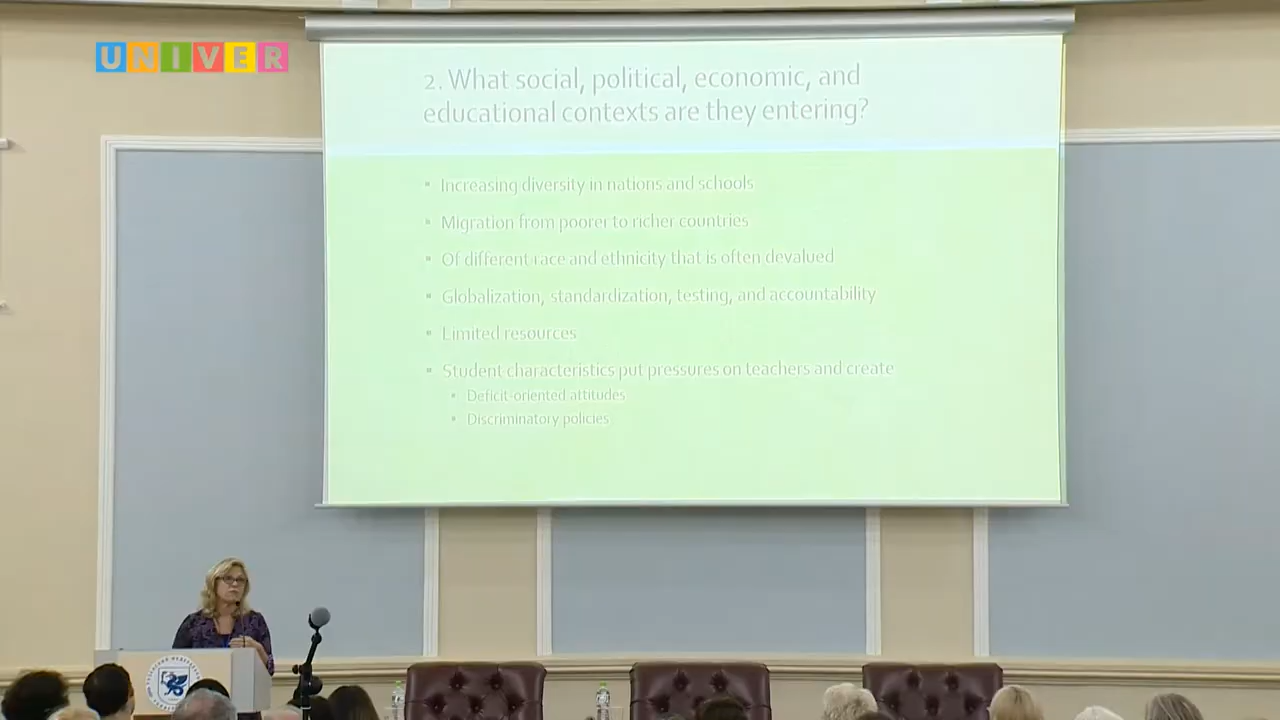 UNIVER
2. What social, political, economic, and
educational contexts are they entering?
Increasing diversity in nations and schools
Migration from poorer to richer countries
Of different race and ethnicity that is often devalued
Globalization, standardization, testing, and accountability
Limited resources
Student characteristics put pressures on teachers and create
Deficit-oriented attitudes
Discriminatory policies